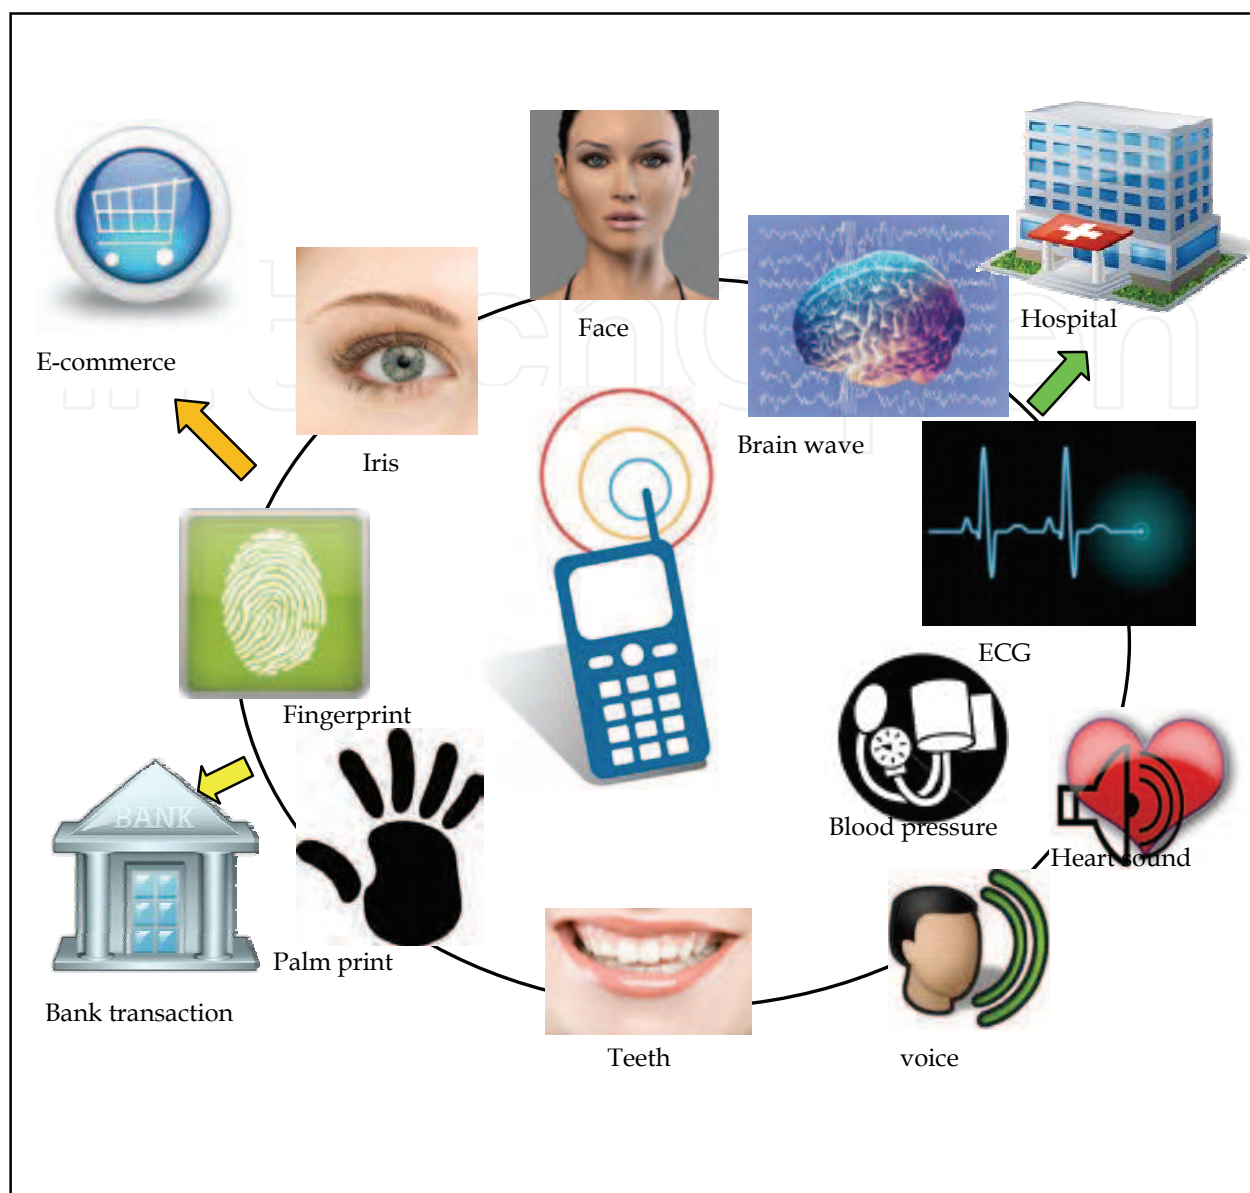 Face
Hospital
E-commerce
Brain wave
Iris
ECG
Fingerprint
BANK
Blood pressure
Heart sound
Palm print
Bank transaction
Teeth
voice